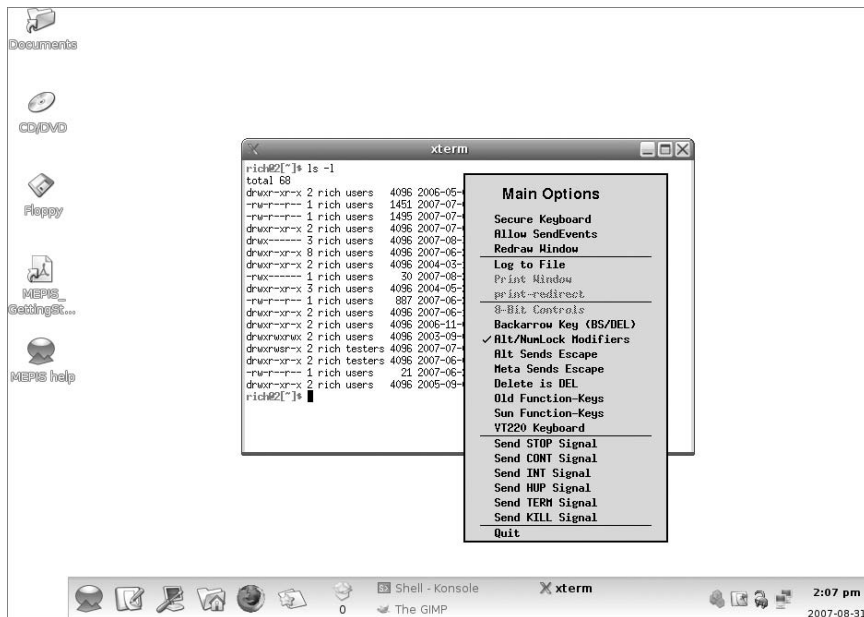 Documents
CD/DVD
Floppy
MEPIS_
GettingSt...
MEPIS help
xterm
rich@2[~]$ ls -l
total 68
drwxr-xr-x 2 rich users 4096 2006-05-
-rw-r--r-- 1 rich users 1451 2007-07-
-rw-r--r-- 1 rich users 1495 2007-07-
drwxr-xr-x 2 rich users 4096 2007-07-
drwx------ 3 rich users 4096 2007-08-
drwxr-xr-x 8 rich users 4096 2007-06-
drwxr-xr-x 2 rich users 4096 2004-03-
-rwx------ 1 rich users 30 2007-08-
drwxr-xr-x 3 rich users 4096 2004-05-
-rw-r--r-- 1 rich users 887 2007-06-
drwxr-xr-x 2 rich users 4096 2007-06-
drwxr-xr-x 2 rich users 4096 2006-11-
drwxrwxrwx 2 rich users 4096 2003-09-
drwxrwsr-x 2 rich testers 4096 2007-07-
drwxr-xr-x 2 rich testers 4096 2007-06-
-rw-r--r-- 1 rich users 21 2007-06-
drwxr-xr-x 2 rich users 4096 2005-09-
rich@2[~]$
Main Options
Secure Keyboard
Allow SendEvents
Redraw Window
Log to File
Print Window
print-redirect
8-Bit Controls
Backarrow Key (BS/DEL)
✓ Alt/NumLock Modifiers
Alt Sends Escape
Meta Sends Escape
Delete is DEL
Old Function-Keys
Sun Function-Keys
VT220 Keyboard
Send STOP Signal
Send CONT Signal
Send INT Signal
Send HUP Signal
Send TERM Signal
Send KILL Signal
Quit
0
Shell - Konsole
The GIMP
xterm
2:07 pm
2007-08-31